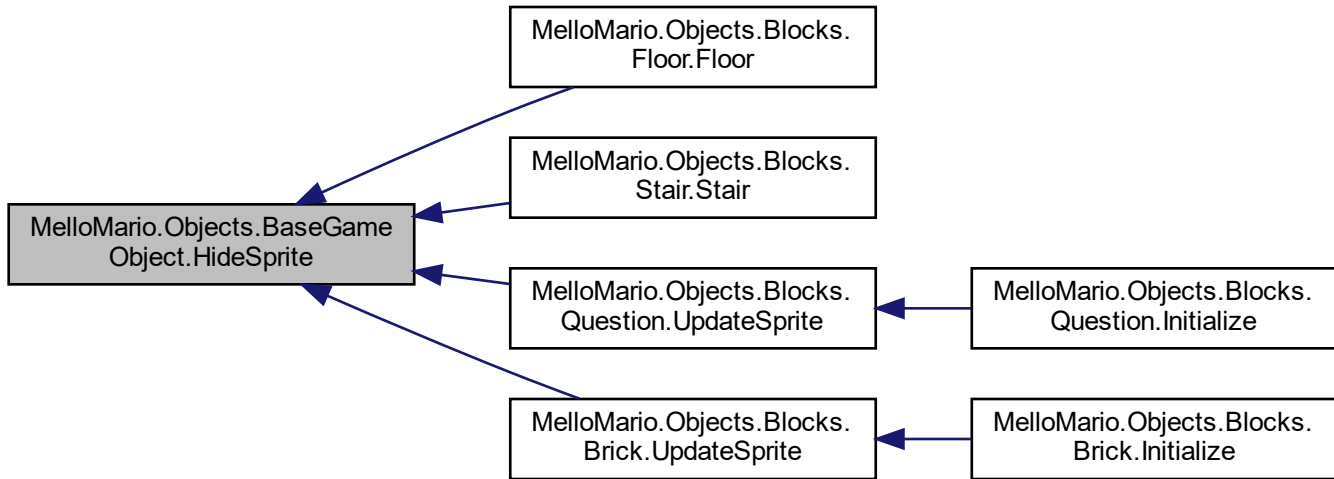 MelloMario.Objects.Blocks.
Floor.Floor
MelloMario.Objects.Blocks.
Stair.Stair
MelloMario.Objects.BaseGame
Object.HideSprite
MelloMario.Objects.Blocks.
Question.UpdateSprite
MelloMario.Objects.Blocks.
Question.Initialize
MelloMario.Objects.Blocks.
Brick.UpdateSprite
MelloMario.Objects.Blocks.
Brick.Initialize